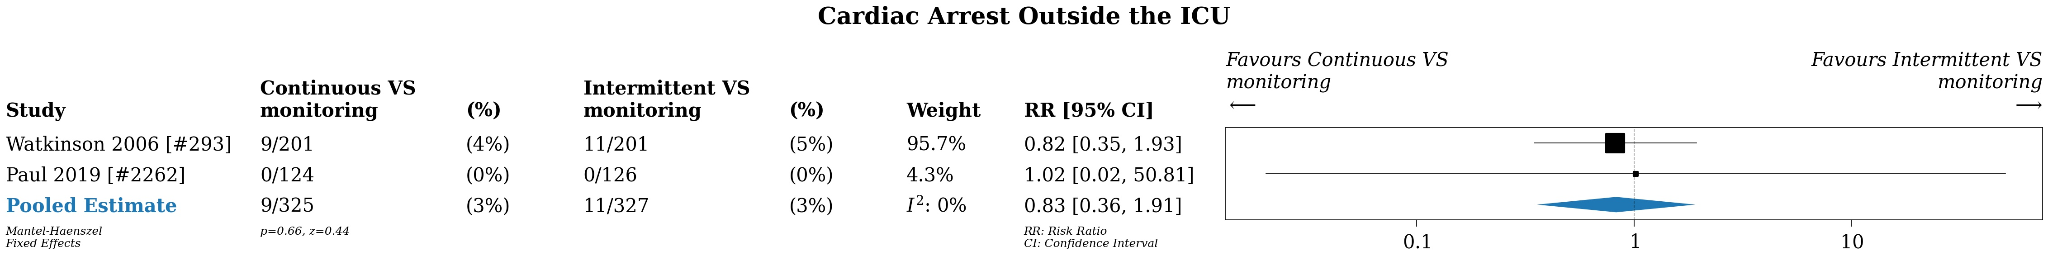 Cardiac Arrest Outside the ICU
Favours Continuous VS
monitoring
←
Favours Intermittent VS
monitoring
→
Study
Continuous VS
monitoring
(%)
Intermittent VS
monitoring
(%)
Weight
RR [95% CI]
Watkinson 2006 [#293] 9/201 (4%) 11/201 (5%) 95.7% 0.82 [0.35, 1.93]
Paul 2019 [#2262] 0/124 (0%) 0/126 (0%) 4.3% 1.02 [0.02, 50.81]
Pooled Estimate 9/325 (3%) 11/327 (3%) I²: 0% 0.83 [0.36, 1.91]
Mantel-Haenszel
Fixed Effects
p=0.66, z=0.44
RR: Risk Ratio
CI: Confidence Interval
0.1 1 10